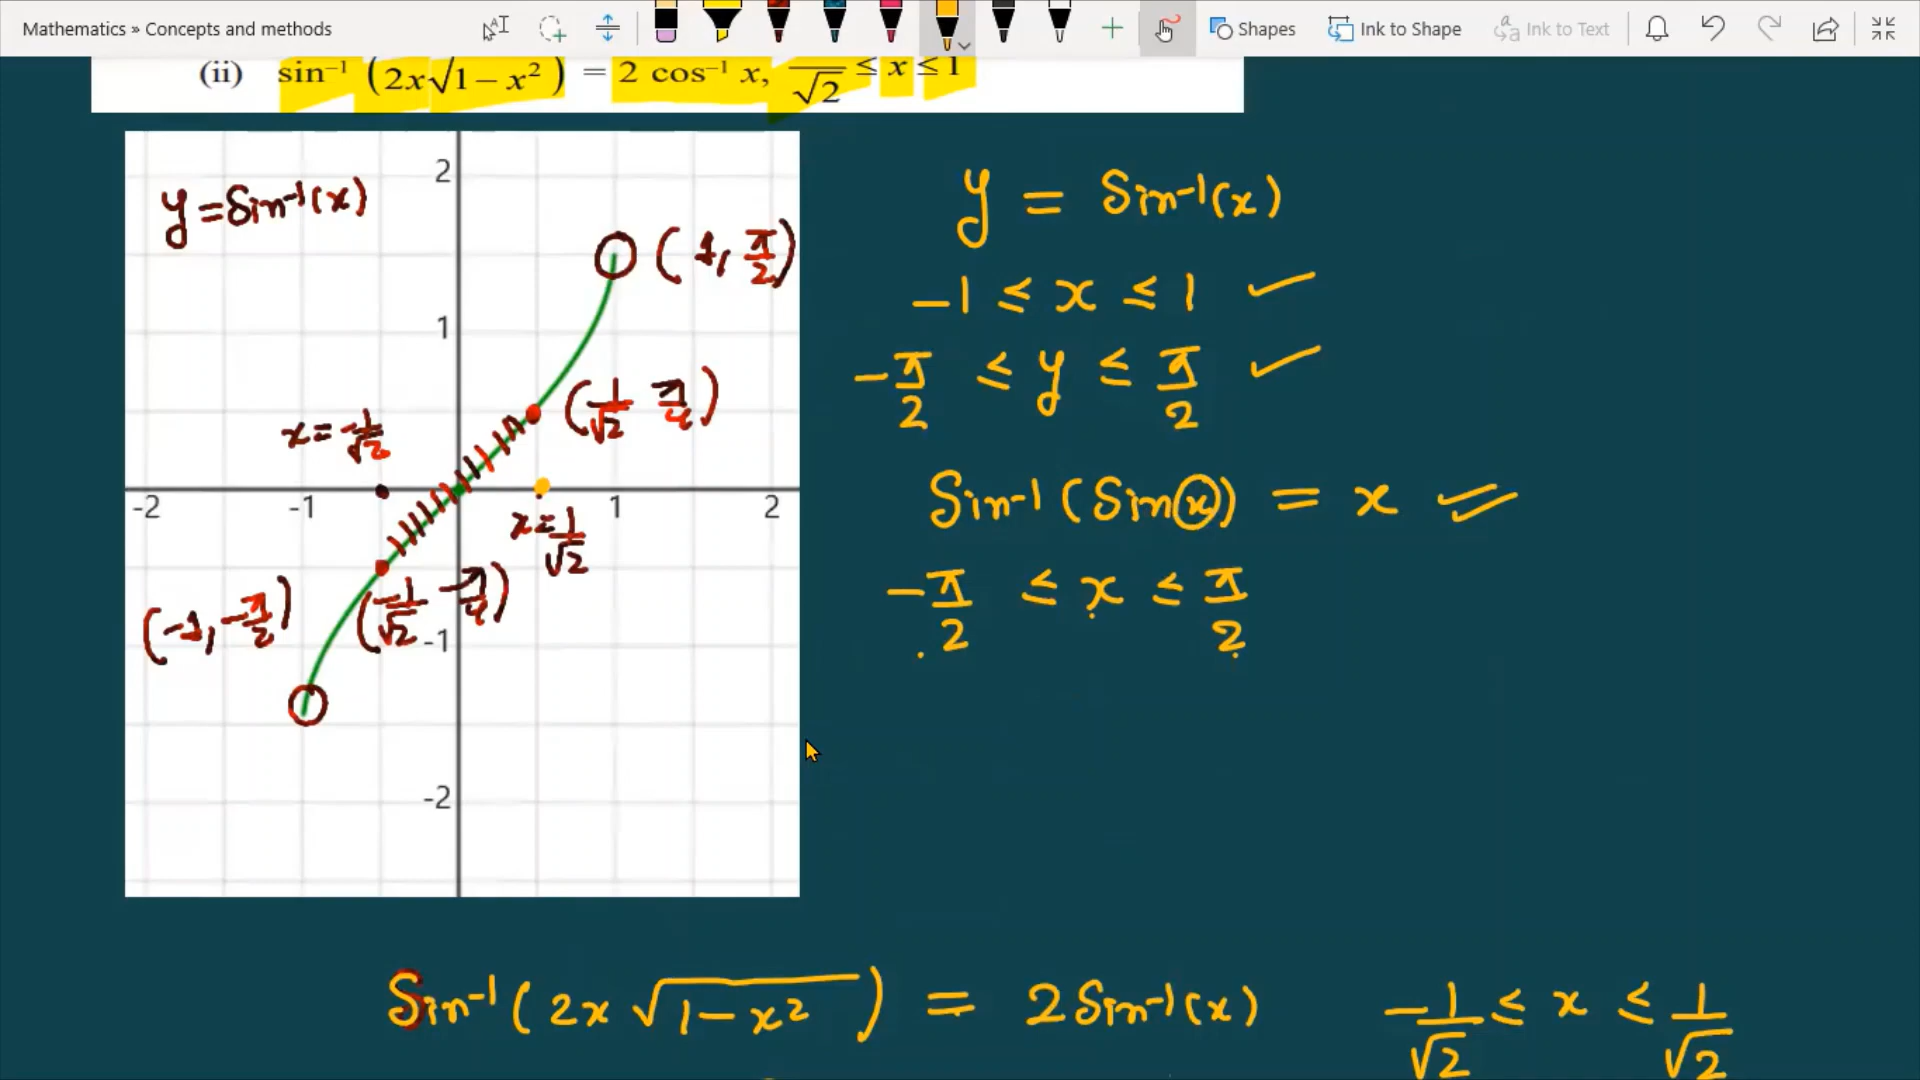 Mathematics » Concepts and methods
Shapes
Ink to Shape
Ink to Text
(ii) sin⁻¹ (2x√1 − x²) = 2 cos⁻¹ x, /√2 ≤ x ≤ 1
y = Sin⁻¹(x)
2
(1, π/2)
1
(1/√2 π/4)
x = -1/√2
-2 -1 1 2
x = 1/√2
(-1, -π/2)
(-1/√2 -π/4)
-1
-2
y = Sin⁻¹(x)
-1 ≤ x ≤ 1 ✓
-π/2 ≤ y ≤ π/2 ✓
Sin⁻¹(Sin(x)) = x
-π/2 ≤ x ≤ π/2
Sin⁻¹(2x √1-x²) = 2Sin⁻¹(x) -1/√2 ≤ x ≤ 1/√2